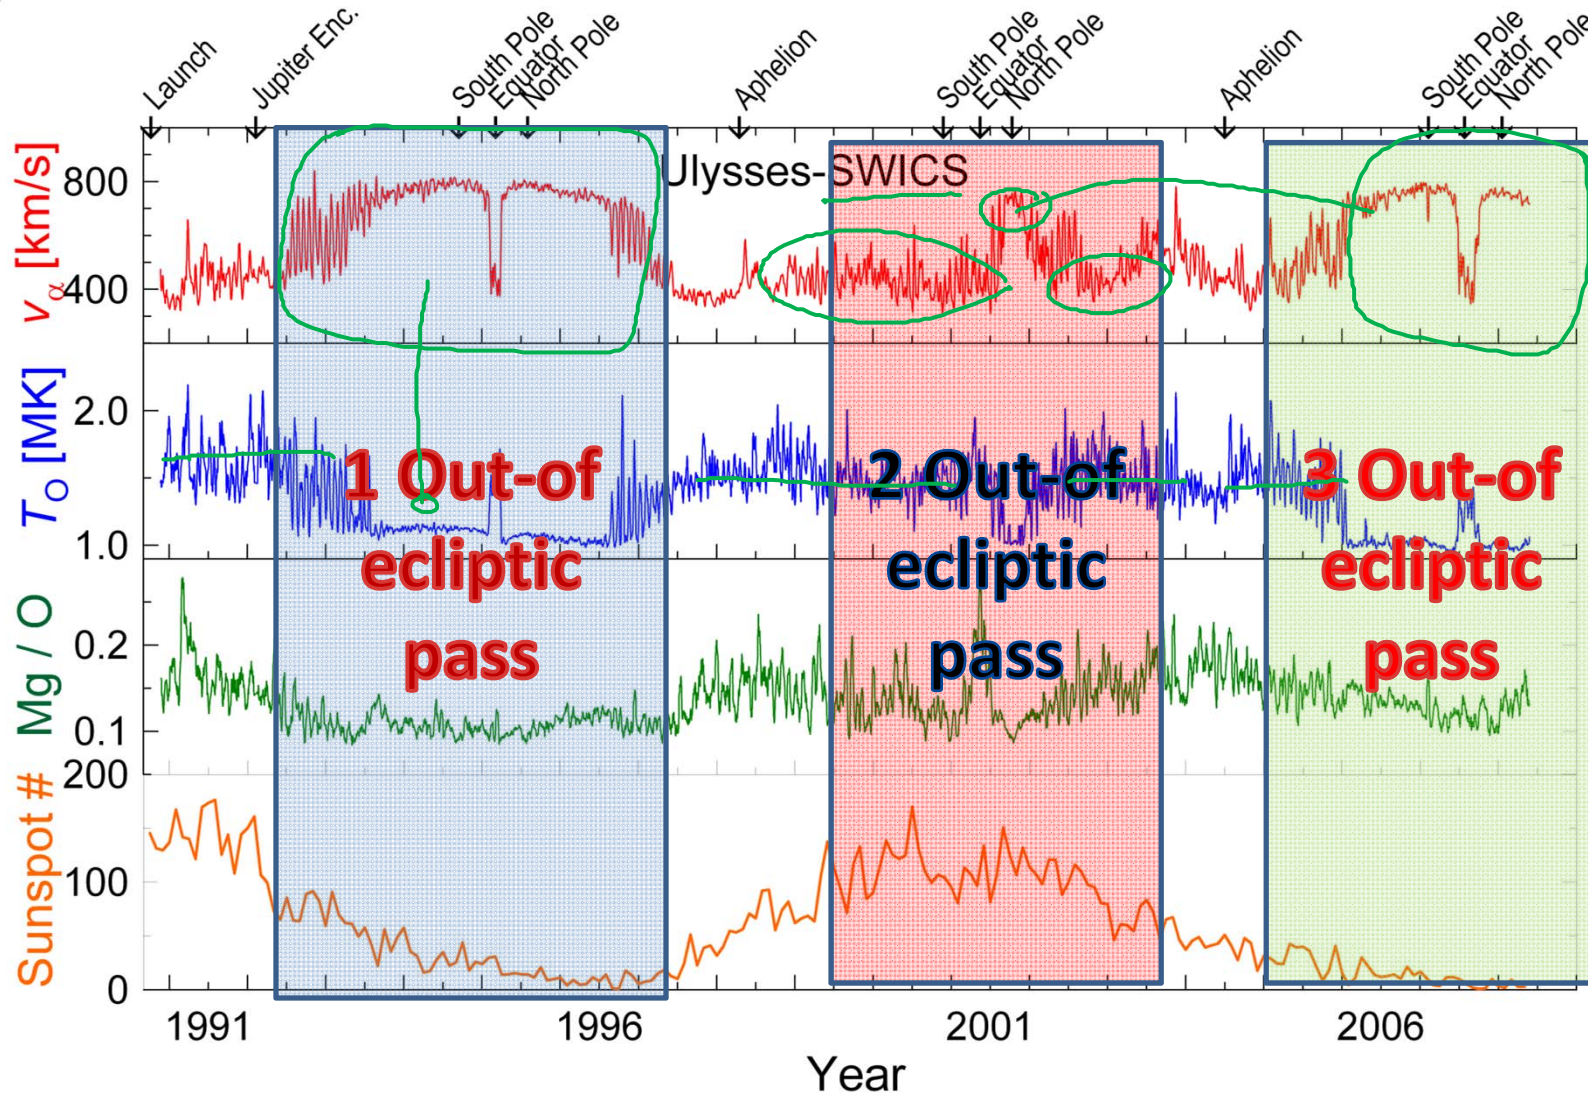 Launch
Jupiter Enc.
South Pole
Equator
North Pole
Aphelion
South Pole
Equator
North Pole
Aphelion
South Pole
Equator
North Pole
Ulysses-SWICS
vα [km/s]
800
400
TO [MK]
2.0
1.0
Mg / O
0.2
0.1
Sunspot #
200
100
0
1 Out-of
ecliptic
pass
2 Out-of
ecliptic
pass
3 Out-of
ecliptic
pass
1991
1996
2001
2006
Year